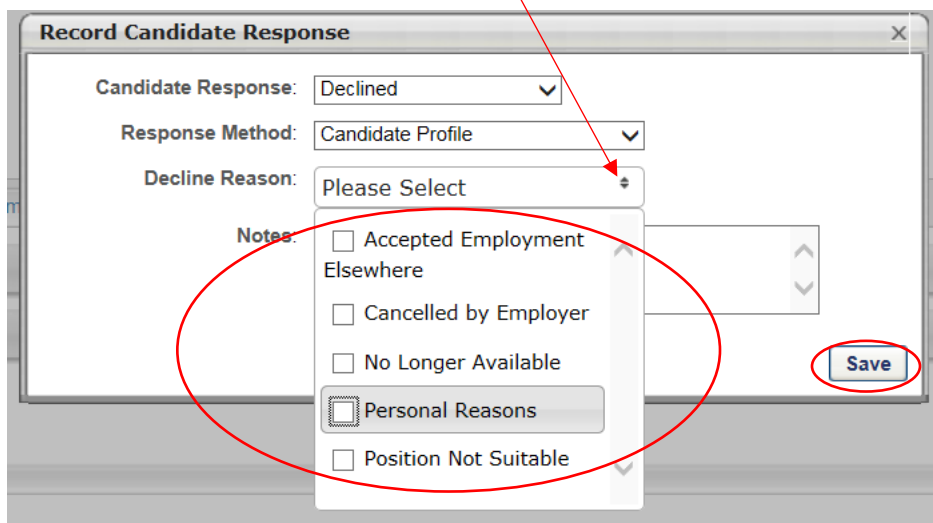 Record Candidate Response
Candidate Response: Declined
Response Method: Candidate Profile
Decline Reason: Please Select
Notes:
Accepted Employment
Elsewhere
Cancelled by Employer
No Longer Available
Personal Reasons
Position Not Suitable
Save